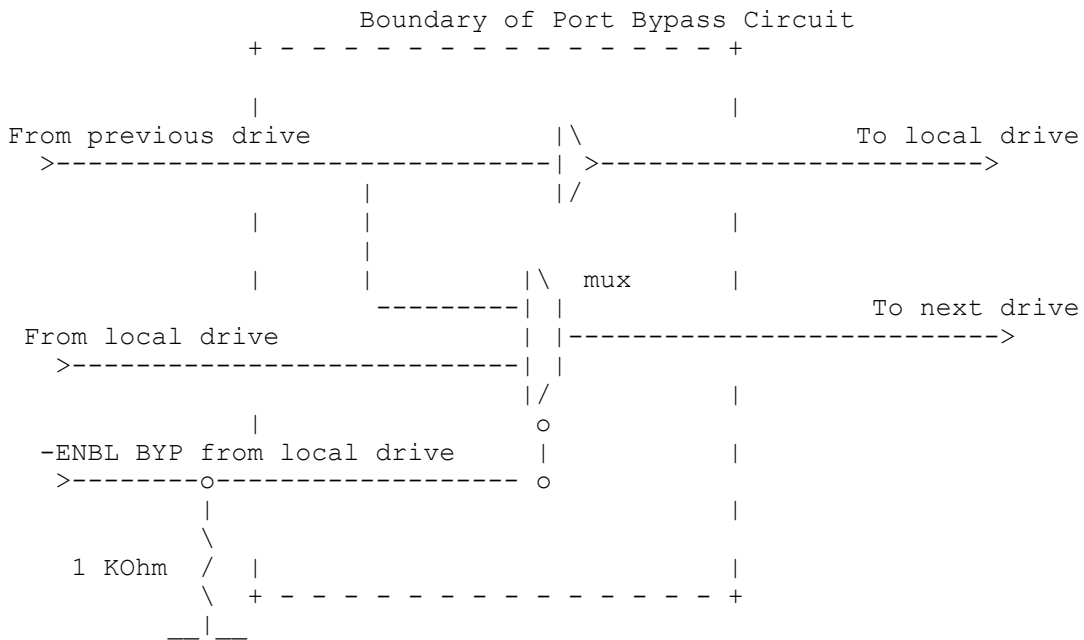 Boundary of Port Bypass Circuit
From previous drive
To local drive
mux
To next drive
From local drive
-ENBL BYP from local drive
1 KOhm